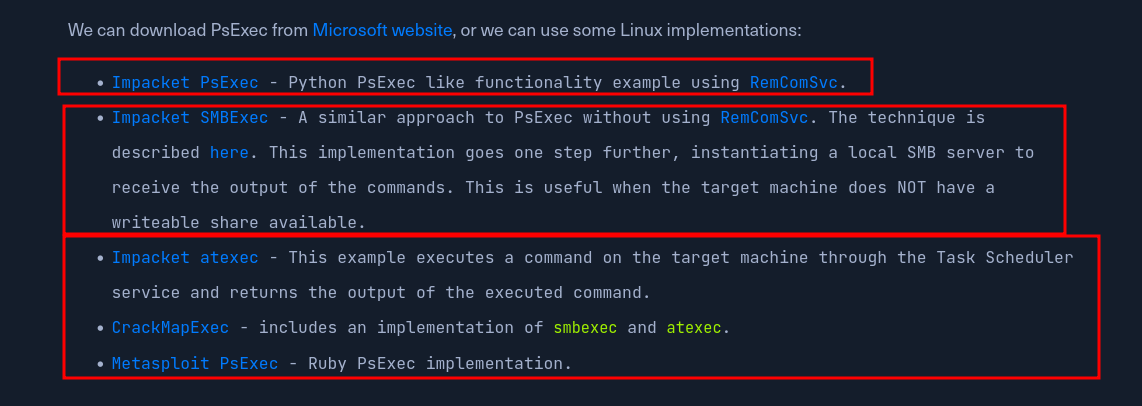 We can download PsExec from Microsoft website, or we can use some Linux implementations:
• Impacket PsExec - Python PsExec like functionality example using RemComSvc.
• Impacket SMBExec - A similar approach to PsExec without using RemComSvc. The technique is
described here. This implementation goes one step further, instantiating a local SMB server to
receive the output of the commands. This is useful when the target machine does NOT have a
writeable share available.
• Impacket atexec - This example executes a command on the target machine through the Task Scheduler
service and returns the output of the executed command.
• CrackMapExec - includes an implementation of smbexec and atexec.
• Metasploit PsExec - Ruby PsExec implementation.